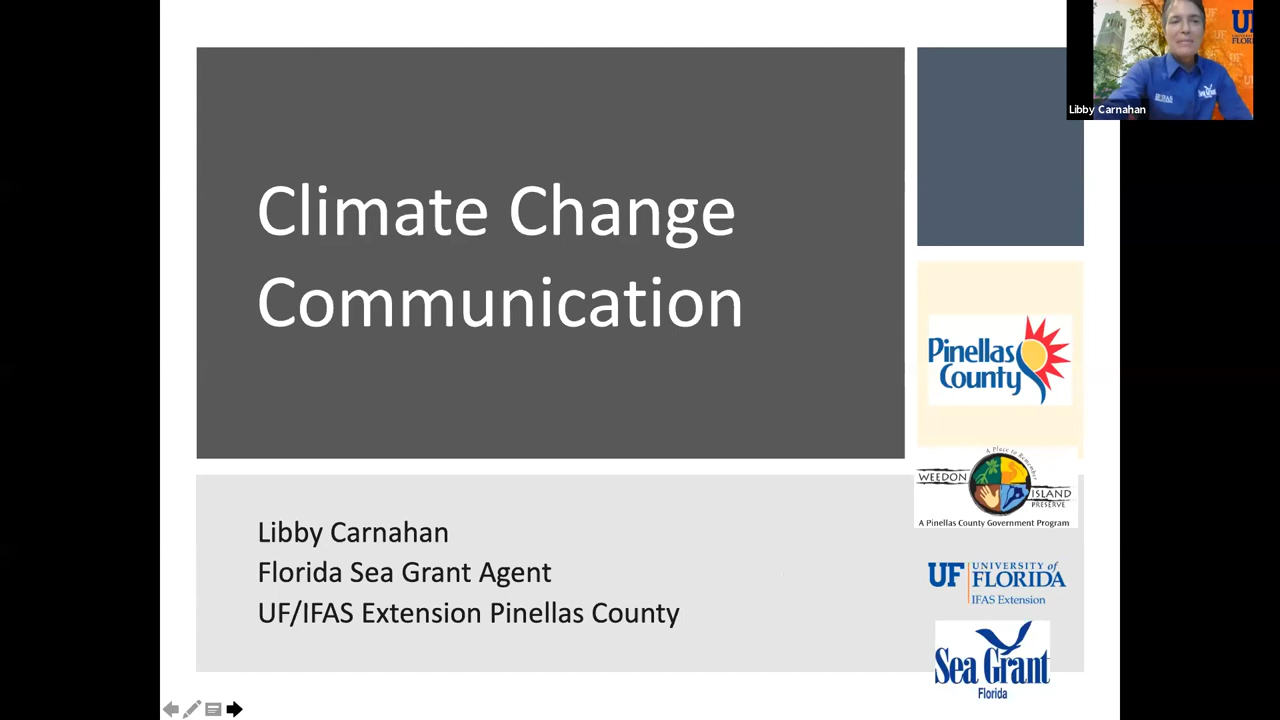 Climate Change
Communication
Libby Carnahan
Florida Sea Grant Agent
UF/IFAS Extension Pinellas County
Pinellas
County
A Place to Remember
WEEDON
ISLAND
PRESERVE
A Pinellas County Government Program
UF
UNIVERSITY of
FLORIDA
IFAS Extension
Sea Grant
Florida
UF
Libby Carnahan